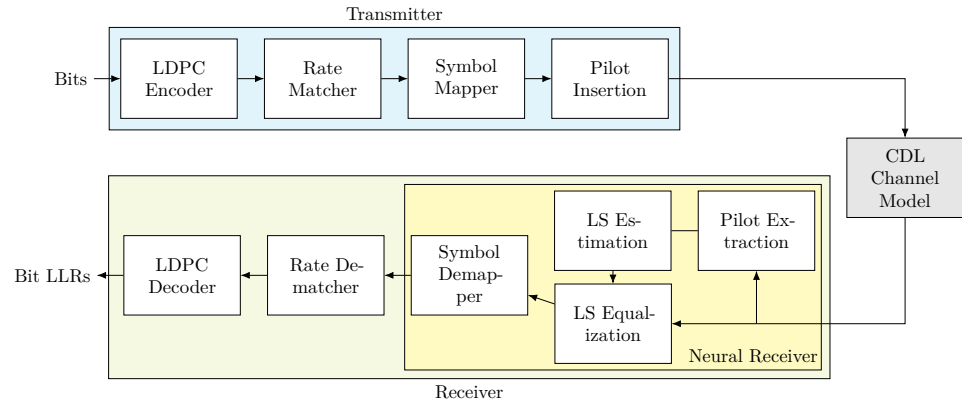 Transmitter
Bits
LDPC
Encoder
Rate
Matcher
Symbol
Mapper
Pilot
Insertion
CDL
Channel
Model
LS Es-
timation
Pilot Ex-
traction
Bit LLRs
LDPC
Decoder
Rate De-
matcher
Symbol
Demap-
per
LS Equal-
ization
Neural Receiver
Receiver